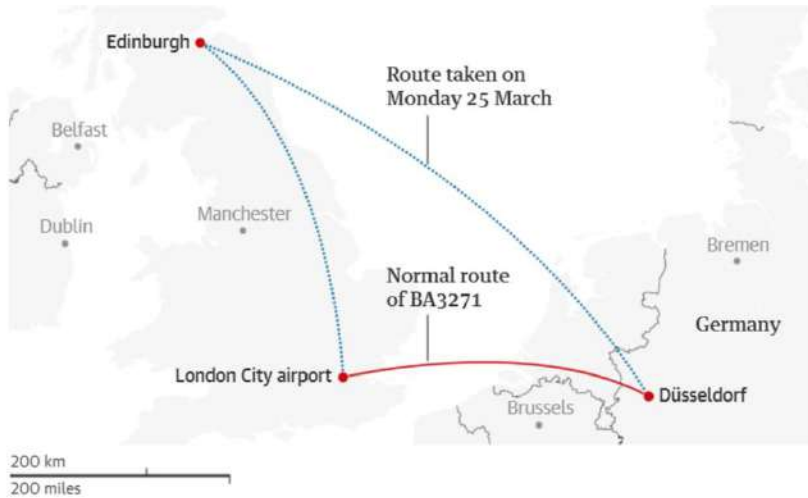 Edinburgh
Route taken on
Monday 25 March
Belfast
Manchester
Dublin
Bremen
Normal route
of BA3271
Germany
London City airport
Düsseldorf
Brussels
200 km
200 miles